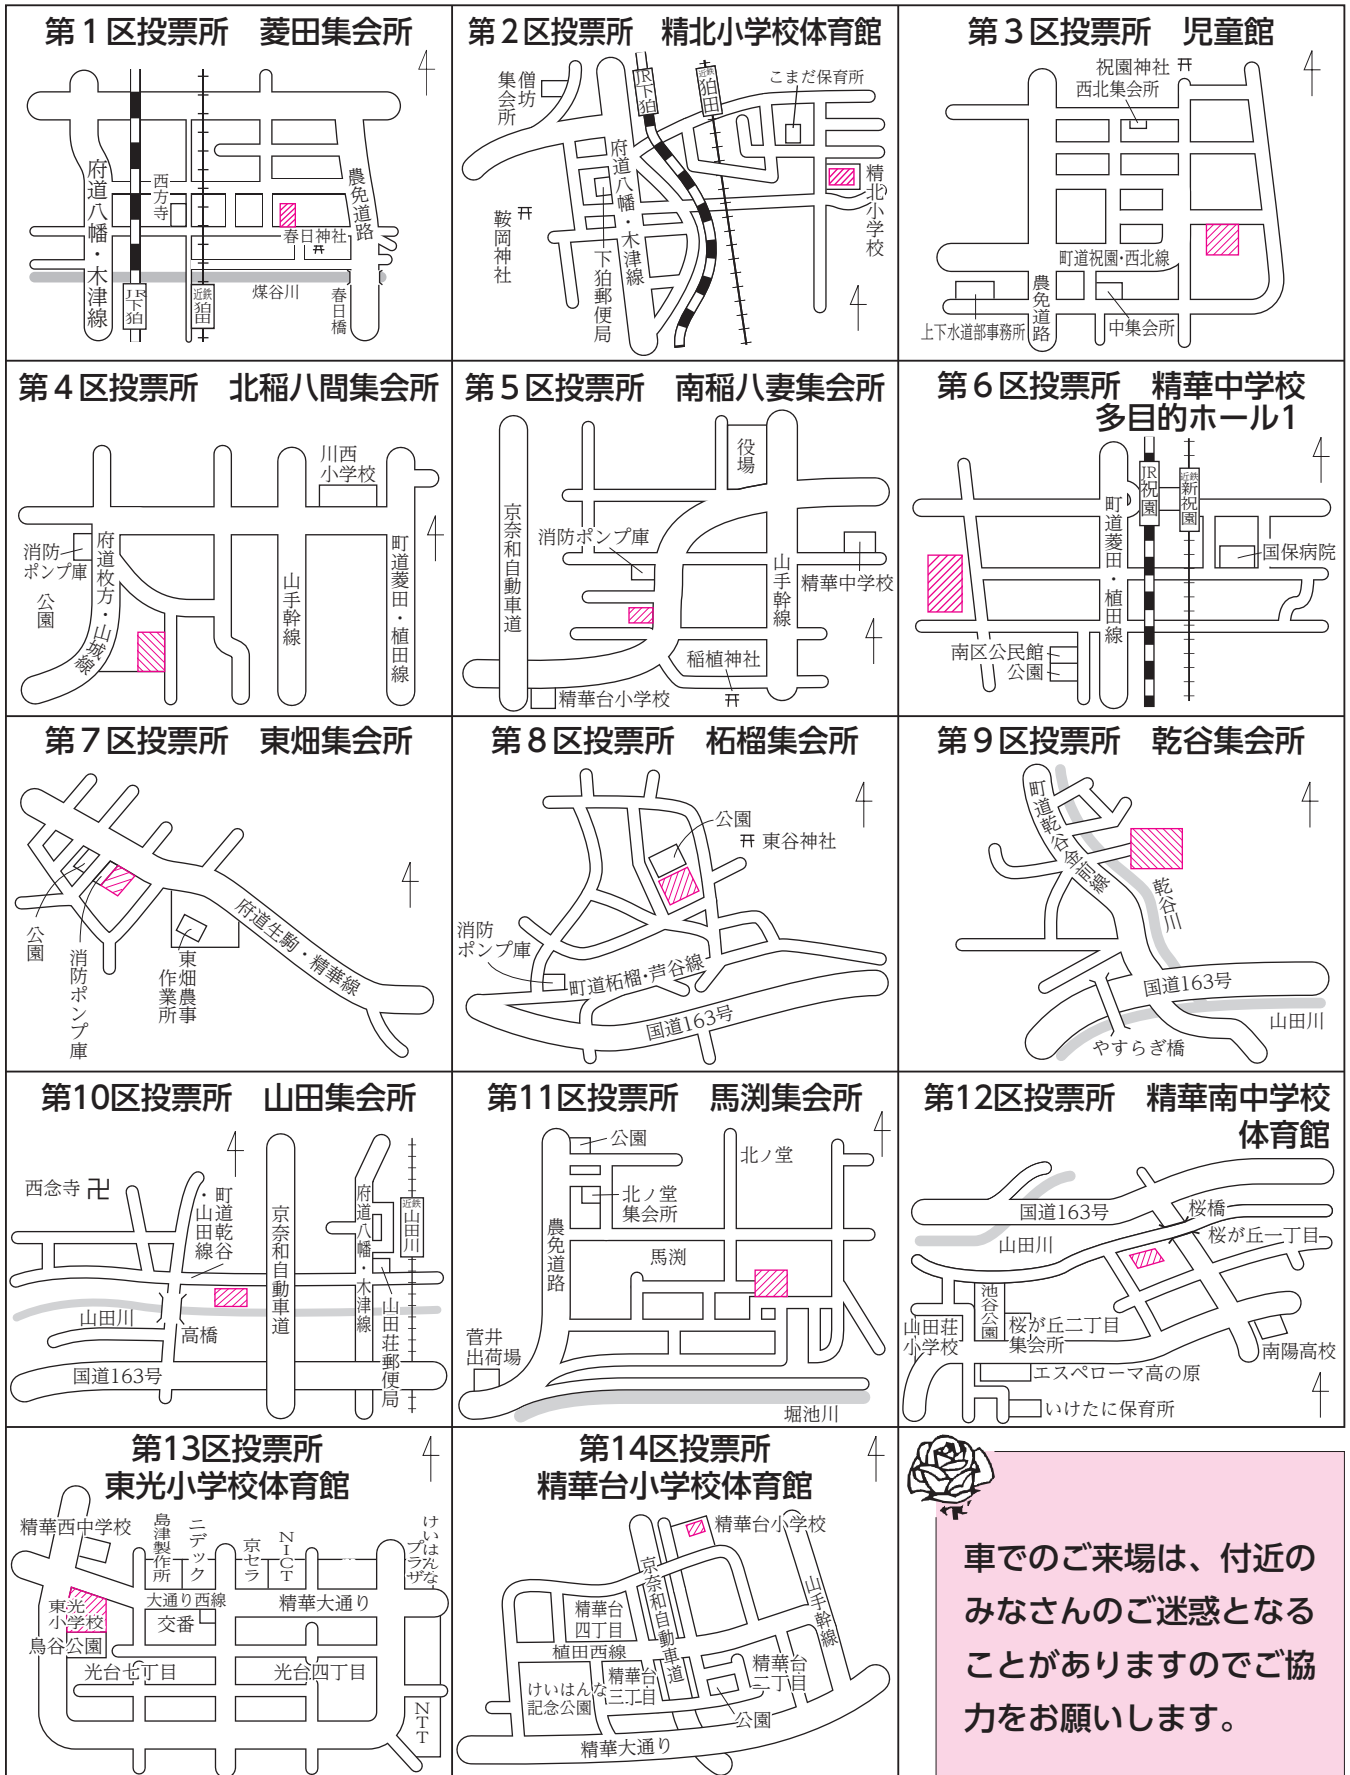 第1区投票所　菱田集会所
府道八幡・木津線
西方寺
農免道路
春日神社
煤谷川
JR下狛
近鉄狛田
春日橋
第2区投票所　精北小学校体育館
僧坊
集会所
JR下狛
近鉄狛田
こまだ保育所
府道八幡・木津線
精北小学校
鞍岡神社
下狛郵便局
第3区投票所　児童館
祝園神社
西北集会所
町道祝園・西北線
農免道路
上下水道部事務所
中集会所
第4区投票所　北稲八間集会所
川西
小学校
消防
ポンプ庫
公園
府道枚方・山城線
山手幹線
町道菱田・植田線
第5区投票所　南稲八妻集会所
役場
京奈和自動車道
消防ポンプ庫
山手幹線
精華中学校
稲植神社
精華台小学校
第6区投票所　精華中学校
多目的ホール1
JR祝園
近鉄新祝園
町道菱田・植田線
国保病院
南区公民館
公園
第7区投票所　東畑集会所
公園
消防ポンプ庫
東畑農事
作業所
府道生駒・精華線
第8区投票所　柘榴集会所
公園
東谷神社
消防
ポンプ庫
町道柘榴・芦谷線
国道163号
第9区投票所　乾谷集会所
町道乾谷金前線
乾谷川
国道163号
山田川
やすらぎ橋
第10区投票所　山田集会所
西念寺
町道乾谷
・山田線
京奈和自動車道
府道八幡・木津線
近鉄山田川
山田川
高橋
国道163号
山田荘郵便局
第11区投票所　馬渕集会所
公園
北ノ堂
北ノ堂
集会所
農免道路
馬渕
菅井
出荷場
堀池川
第12区投票所　精華南中学校
体育館
国道163号
桜橋
山田川
桜が丘一丁目
池谷公園
山田荘
小学校
桜が丘二丁目
集会所
南陽高校
エスペローマ高の原
いけたに保育所
第13区投票所
東光小学校体育館
精華西中学校
島津製作所
ニデック
京セラ
NICT
けいはんな
プラザ
東光
小学校
大通り西線
精華大通り
交番
鳥谷公園
光台七丁目
光台四丁目
NTT
第14区投票所
精華台小学校体育館
精華台小学校
京奈和自動車道
山手幹線
精華台
四丁目
植田西線
けいはんな
記念公園
精華台
三丁目
精華台
二丁目
公園
精華大通り
車でのご来場は、付近の
みなさんのご迷惑となる
ことがありますのでご協
力をお願いします。